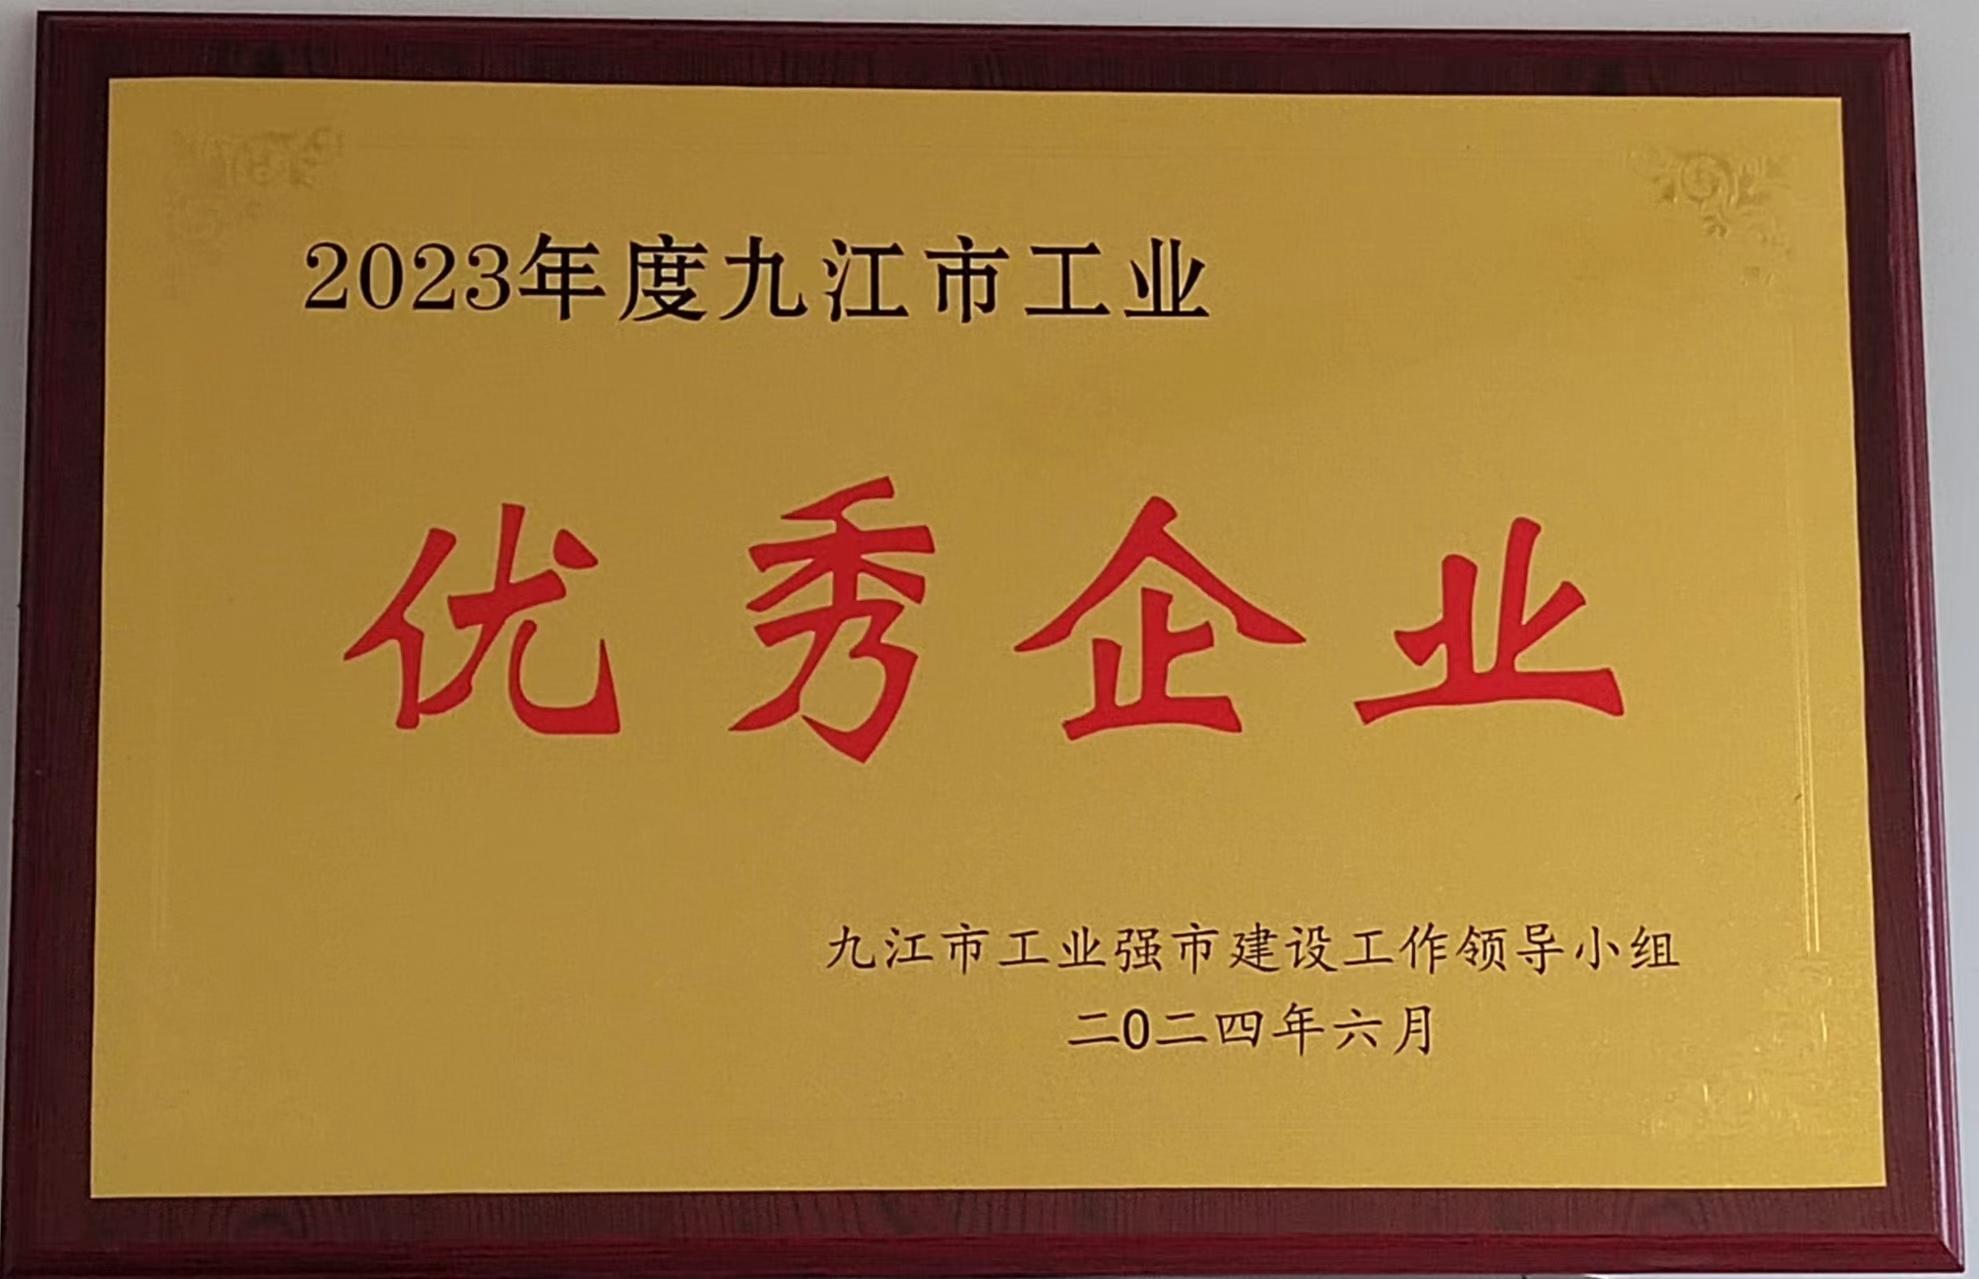 2023年度九江市工业
优秀企业
九江市工业强市建设工作领导小组
二0二四年六月